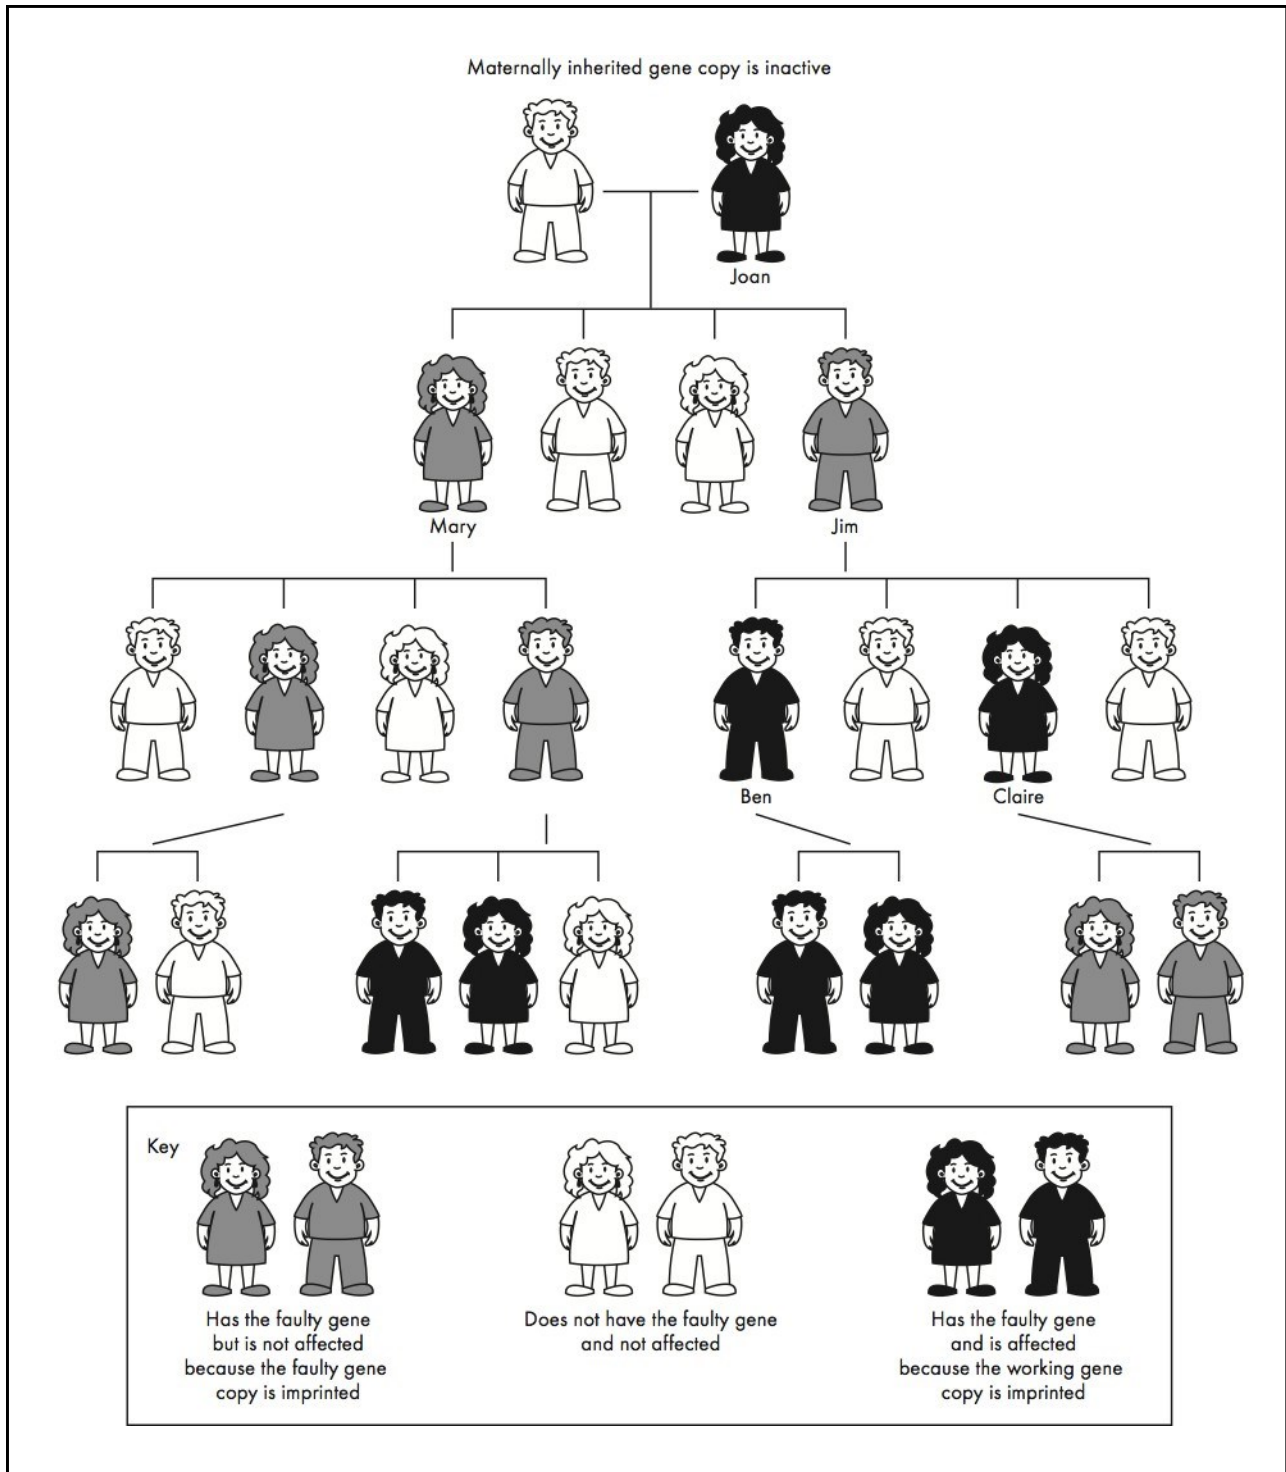 Maternally inherited gene copy is inactive
Joan
Mary
Jim
Ben
Claire
Key
Has the faulty gene
but is not affected
because the faulty gene
copy is imprinted
Does not have the faulty gene
and not affected
Has the faulty gene
and is affected
because the working gene
copy is imprinted